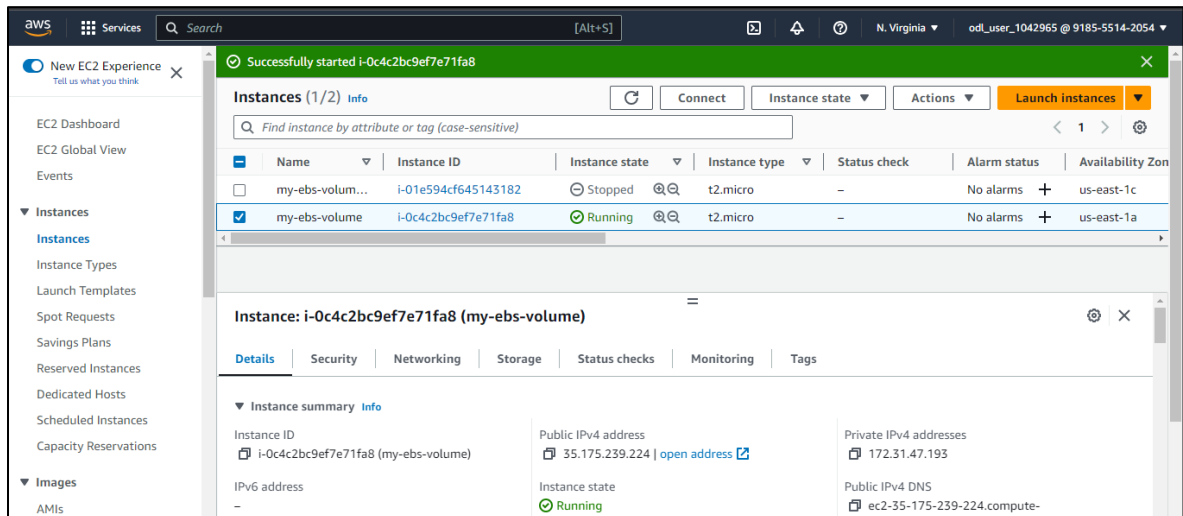 aws Services Search [Alt+S] N. Virginia ▼ odl_user_1042965 @ 9185-5514-2054 ▼
New EC2 Experience
Tell us what you think
EC2 Dashboard
EC2 Global View
Events
Instances
Instances
Instance Types
Launch Templates
Spot Requests
Savings Plans
Reserved Instances
Dedicated Hosts
Scheduled Instances
Capacity Reservations
Images
AMIs
Successfully started i-0c4c2bc9ef7e71fa8
Instances (1/2) Info Connect Instance state ▼ Actions ▼ Launch instances ▼
Find instance by attribute or tag (case-sensitive) < 1 >
Name Instance ID Instance state Instance type Status check Alarm status Availability Zon
my-ebs-volum... i-01e594cf645143182 Stopped t2.micro – No alarms + us-east-1c
my-ebs-volume i-0c4c2bc9ef7e71fa8 Running t2.micro – No alarms + us-east-1a
Instance: i-0c4c2bc9ef7e71fa8 (my-ebs-volume)
Details Security Networking Storage Status checks Monitoring Tags
▼ Instance summary Info
Instance ID Public IPv4 address Private IPv4 addresses
i-0c4c2bc9ef7e71fa8 (my-ebs-volume) 35.175.239.224 | open address 172.31.47.193
IPv6 address Instance state Public IPv4 DNS
– Running ec2-35-175-239-224.compute-